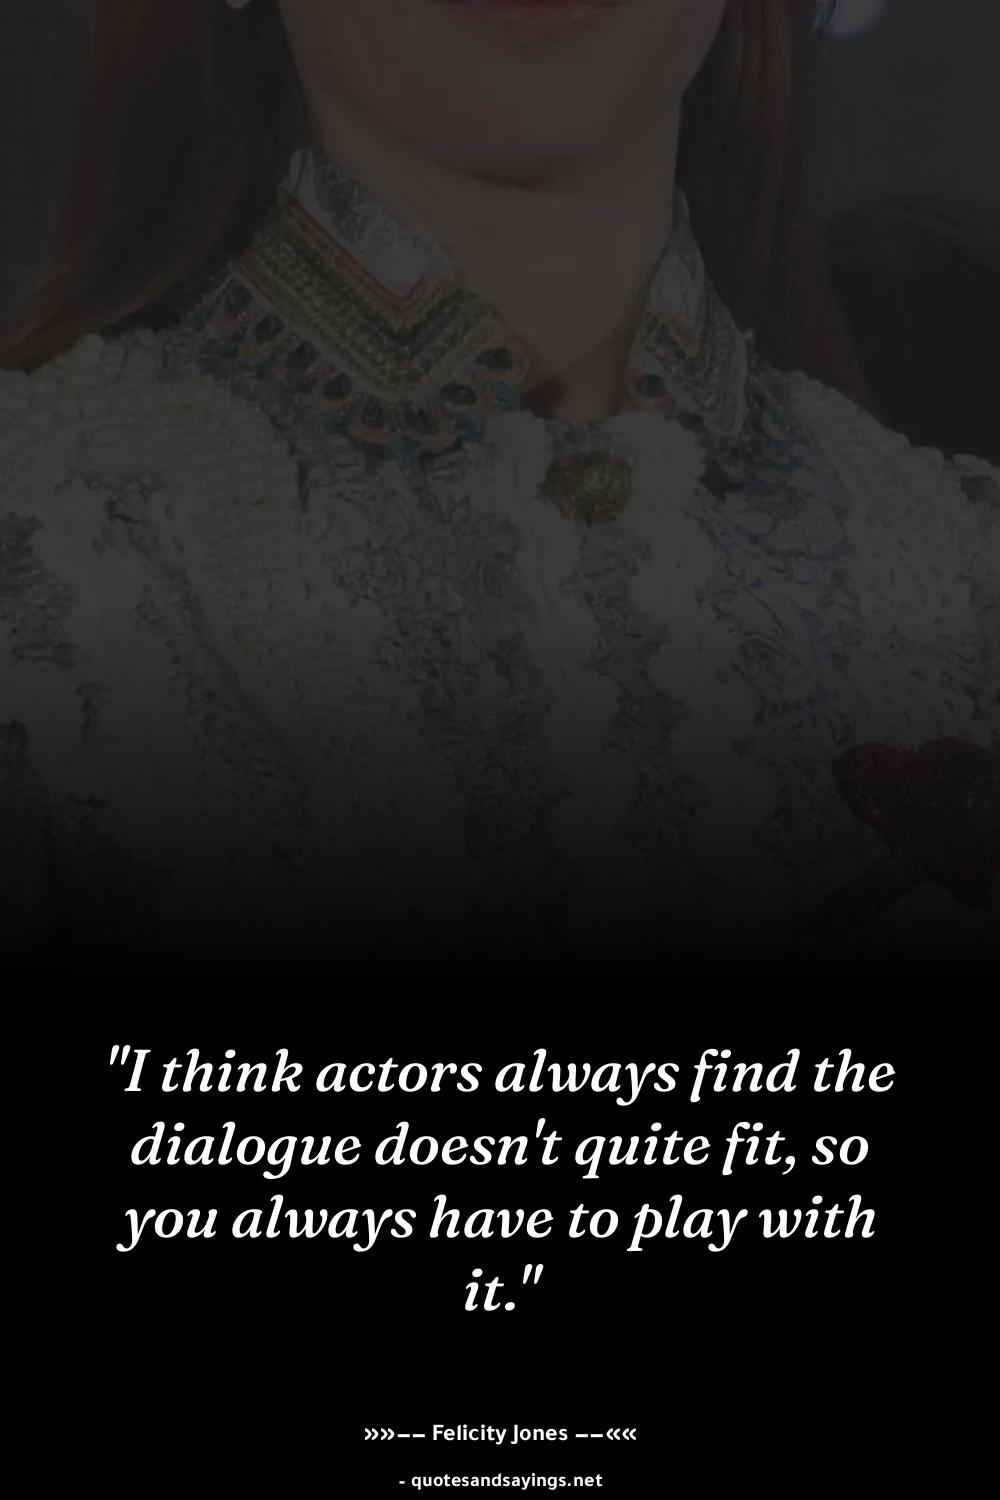 "I think actors always find the
dialogue doesn't quite fit, so
you always have to play with
it."
»»−− Felicity Jones −−««
- quotesandsayings.net